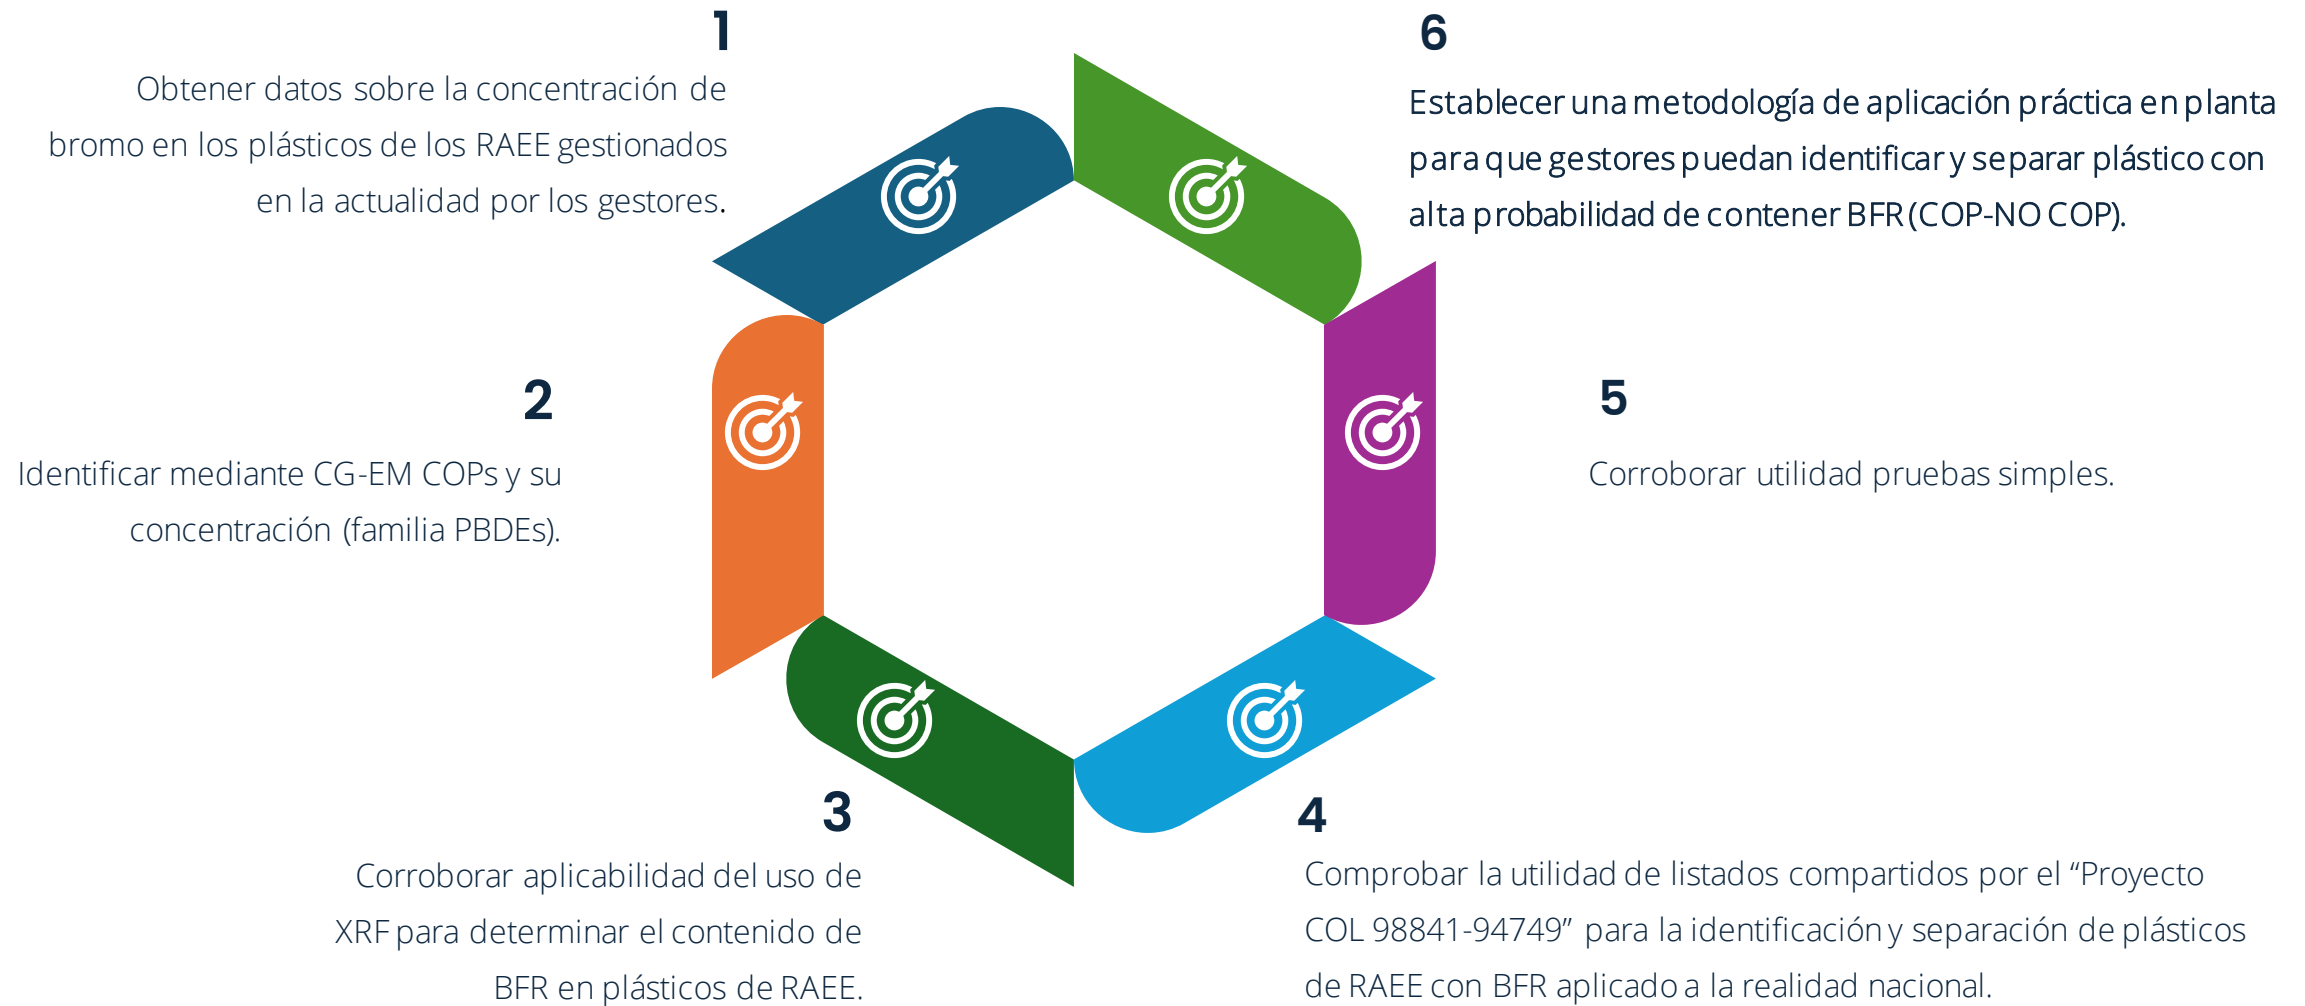 1
Obtener datos sobre la concentración de
bromo en los plásticos de los RAEE gestionados
en la actualidad por los gestores.
2
Identificar mediante CG-EM COPs y su
concentración (familia PBDEs).
3
Corroborar aplicabilidad del uso de
XRF para determinar el contenido de
BFR en plásticos de RAEE.
4
Comprobar la utilidad de listados compartidos por el “Proyecto
COL 98841-94749” para la identificación y separación de plásticos
de RAEE con BFR aplicado a la realidad nacional.
5
Corroborar utilidad pruebas simples.
6
Establecer una metodología de aplicación práctica en planta
para que gestores puedan identificar y separar plástico con
alta probabilidad de contener BFR (COP-NO COP).